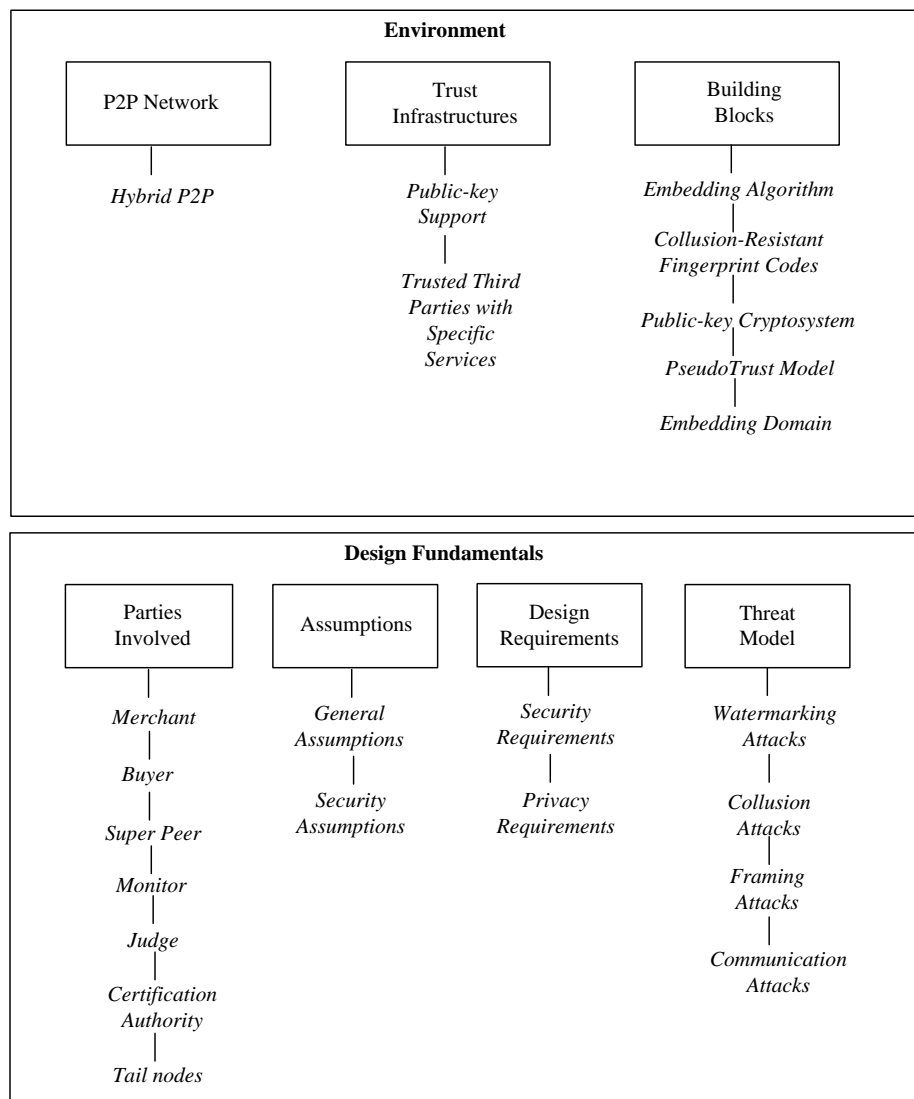 Environment
P2P Network
Hybrid P2P
Trust
Infrastructures
Public-key
Support
Trusted Third
Parties with
Specific
Services
Building
Blocks
Embedding Algorithm
Collusion-Resistant
Fingerprint Codes
Public-key Cryptosystem
PseudoTrust Model
Embedding Domain
Design Fundamentals
Parties
Involved
Merchant
Buyer
Super Peer
Monitor
Judge
Certification
Authority
Tail nodes
Assumptions
General
Assumptions
Security
Assumptions
Design
Requirements
Security
Requirements
Privacy
Requirements
Threat
Model
Watermarking
Attacks
Collusion
Attacks
Framing
Attacks
Communication
Attacks